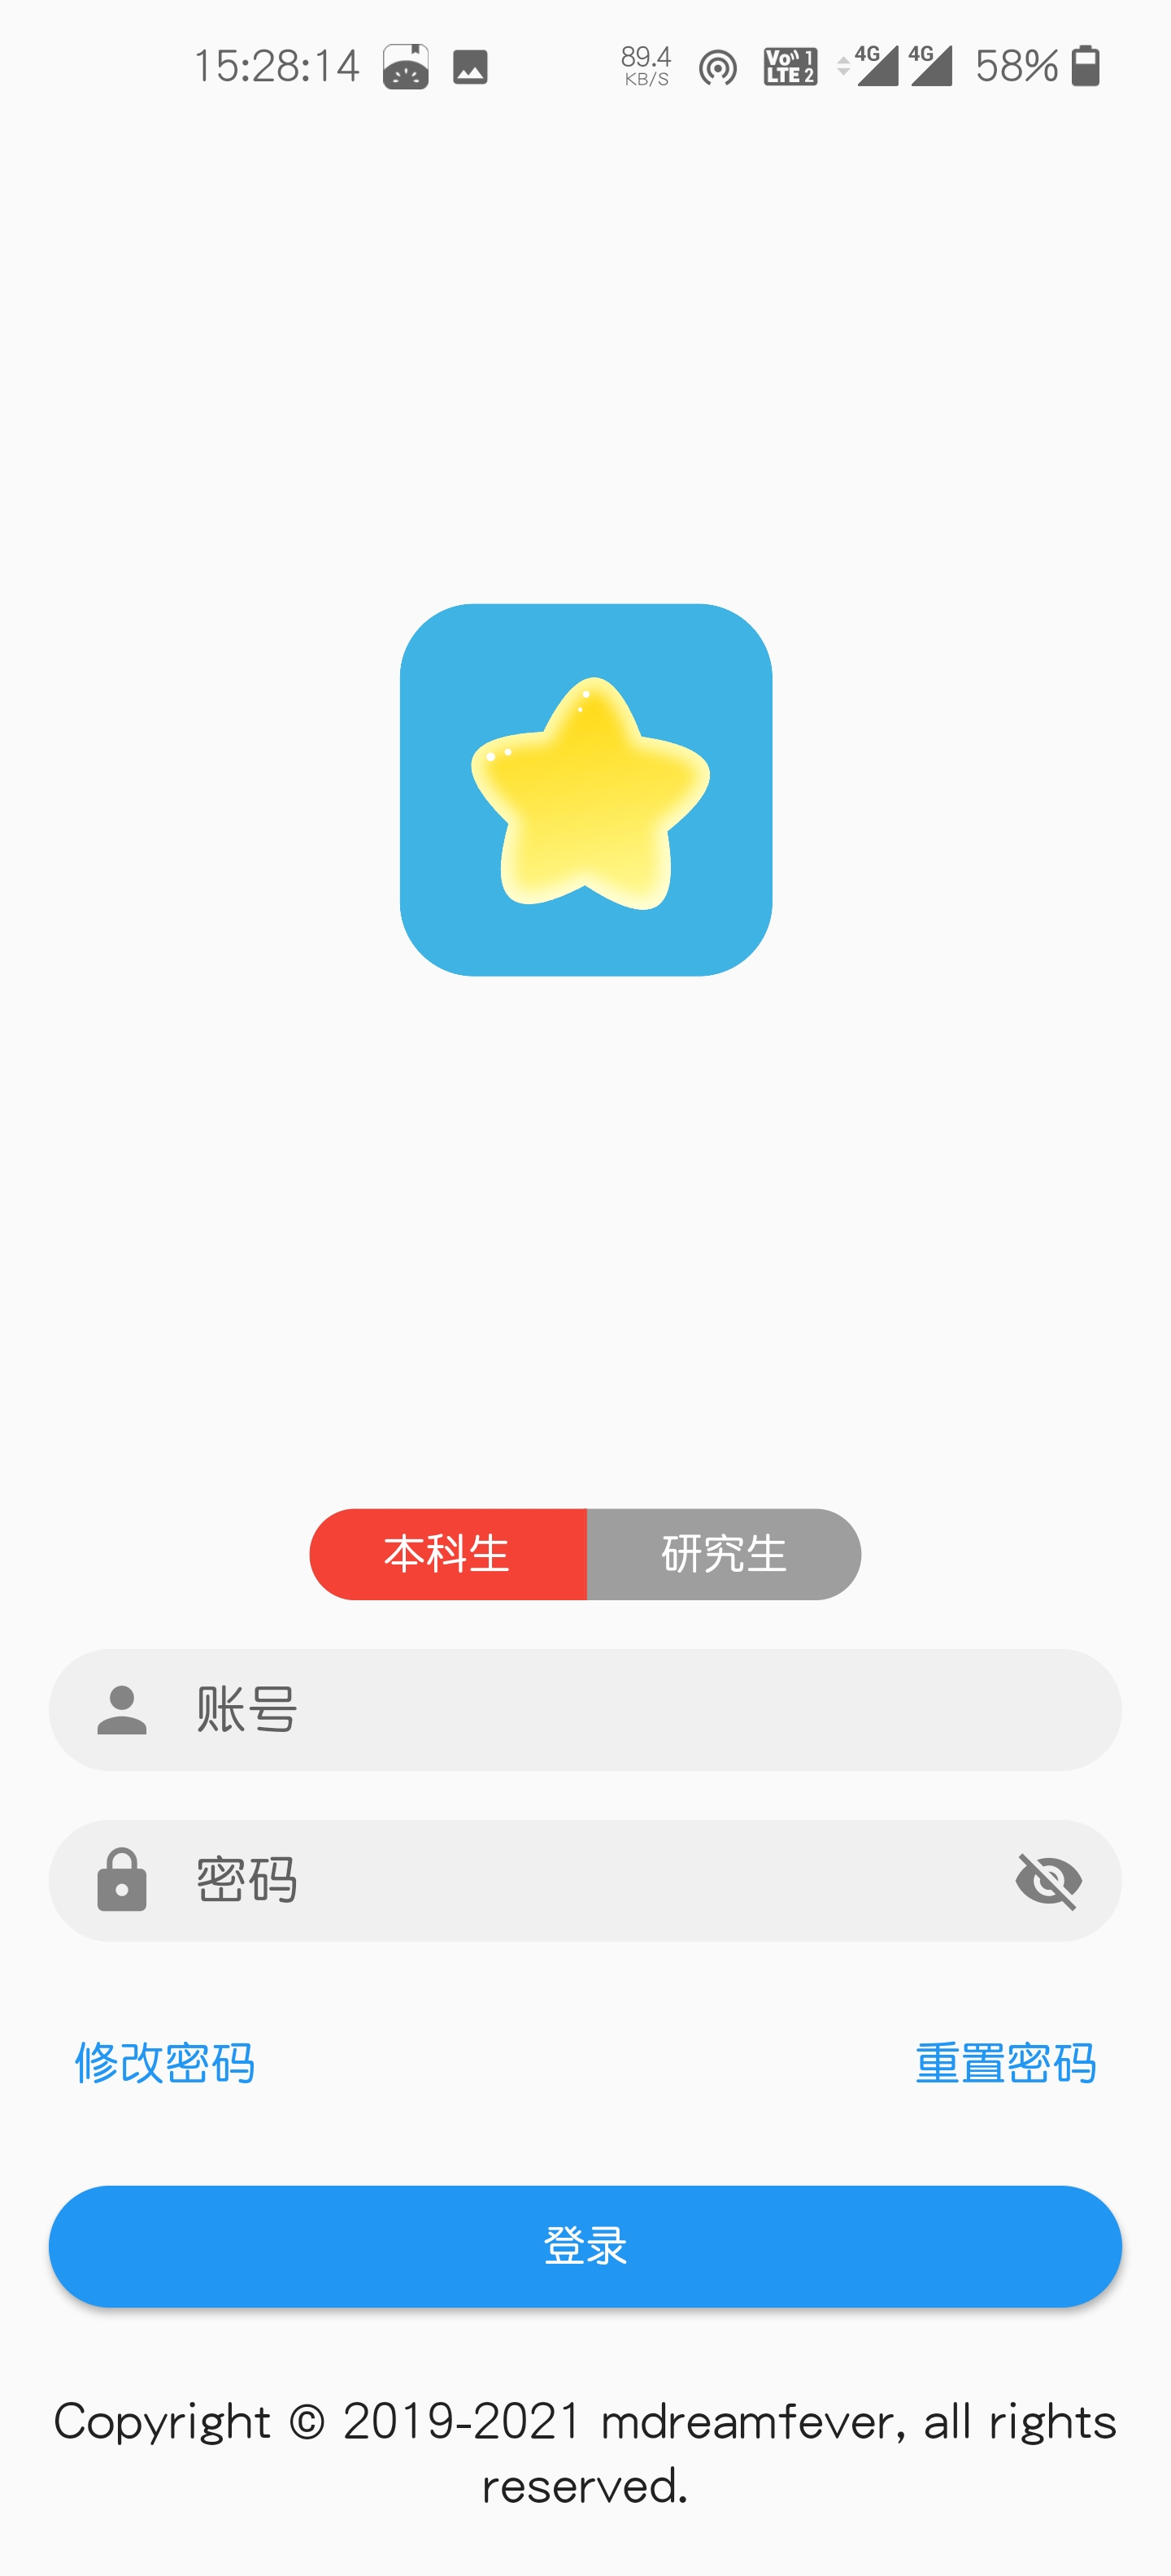 15:28:14 89.4 KB/S Vo LTE 1 2 4G 4G 58%
本科生 研究生
账号
密码
修改密码 重置密码
登录
Copyright © 2019-2021 mdreamfever, all rights
reserved.